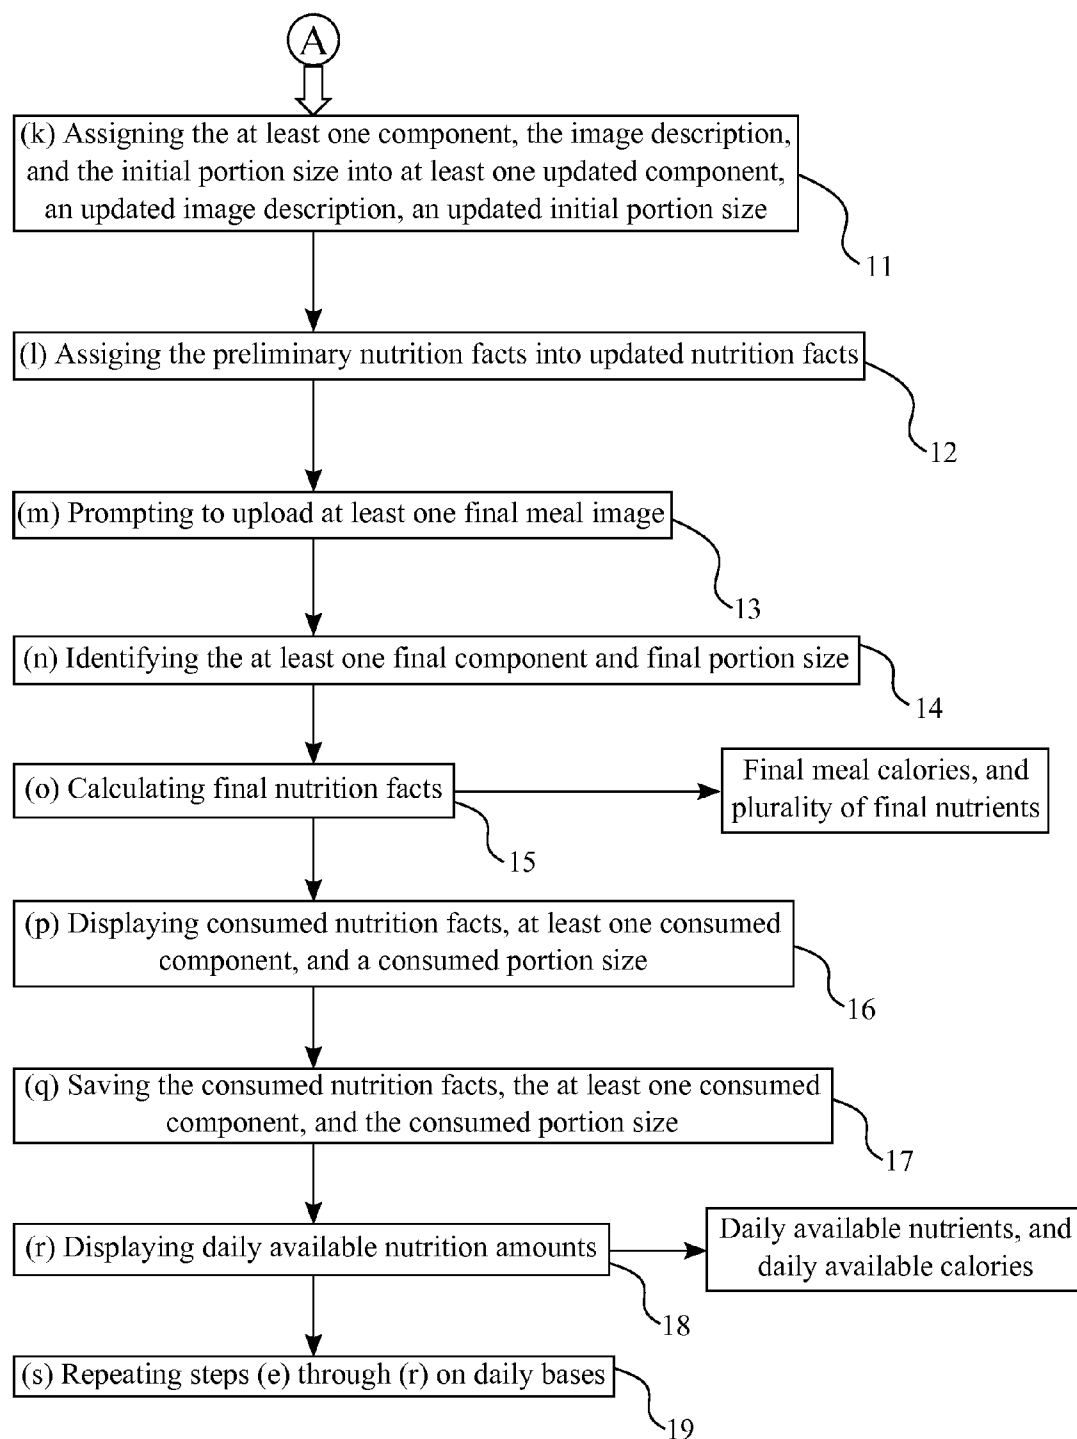 A
(k) Assigning the at least one component, the image description,
and the initial portion size into at least one updated component,
an updated image description, an updated initial portion size
11
(l) Assiging the preliminary nutrition facts into updated nutrition facts
12
(m) Prompting to upload at least one final meal image
13
(n) Identifying the at least one final component and final portion size
14
(o) Calculating final nutrition facts
15
Final meal calories, and
plurality of final nutrients
(p) Displaying consumed nutrition facts, at least one consumed
component, and a consumed portion size
16
(q) Saving the consumed nutrition facts, the at least one consumed
component, and the consumed portion size
17
(r) Displaying daily available nutrition amounts
18
Daily available nutrients, and
daily available calories
(s) Repeating steps (e) through (r) on daily bases
19